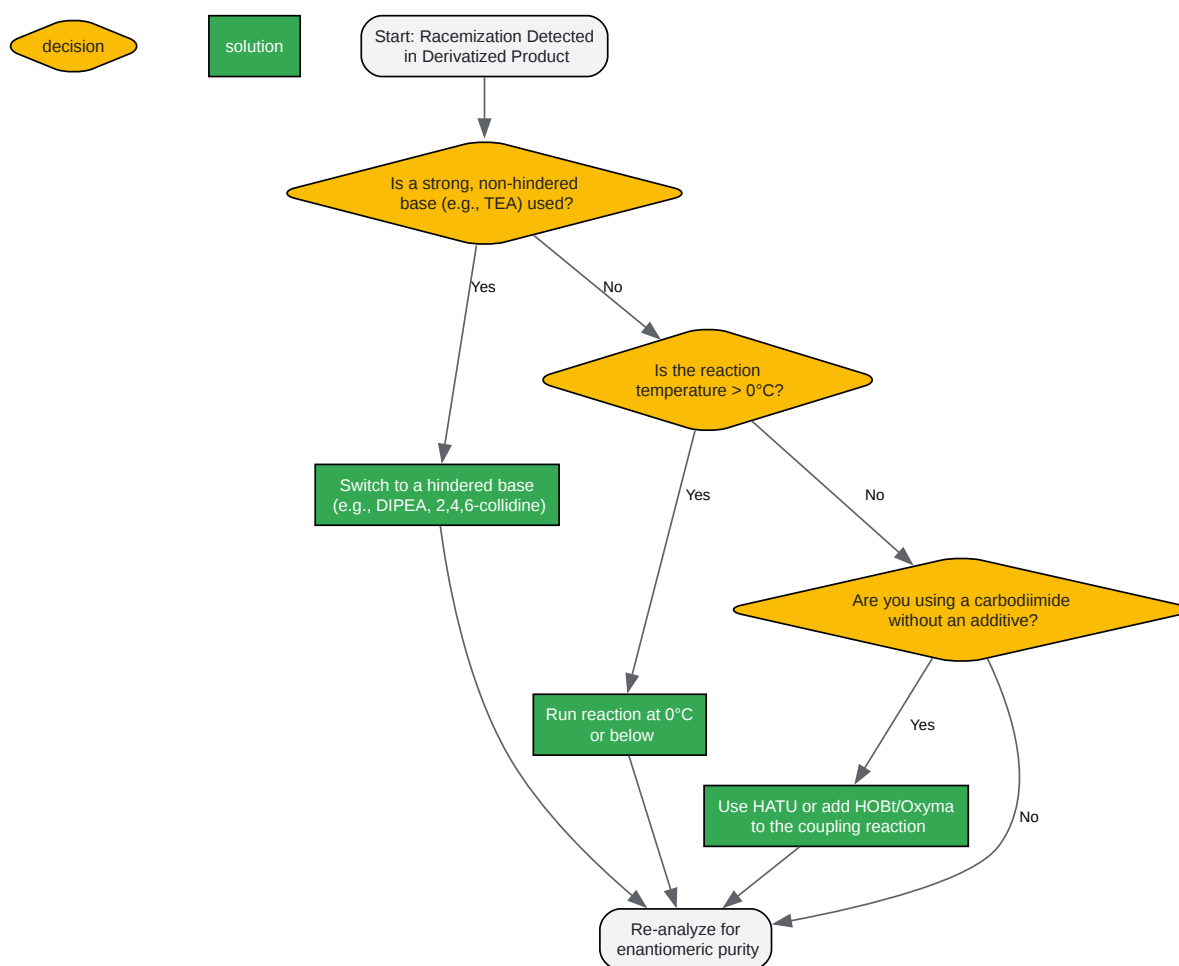 decision
solution
Start: Racemization Detected
in Derivatized Product
Is a strong, non-hindered
base (e.g., TEA) used?
Yes
No
Is the reaction
temperature > 0°C?
Switch to a hindered base
(e.g., DIPEA, 2,4,6-collidine)
Yes
No
Are you using a carbodiimide
without an additive?
Run reaction at 0°C
or below
Yes
Use HATU or add HOBt/Oxyma
to the coupling reaction
No
Re-analyze for
enantiomeric purity